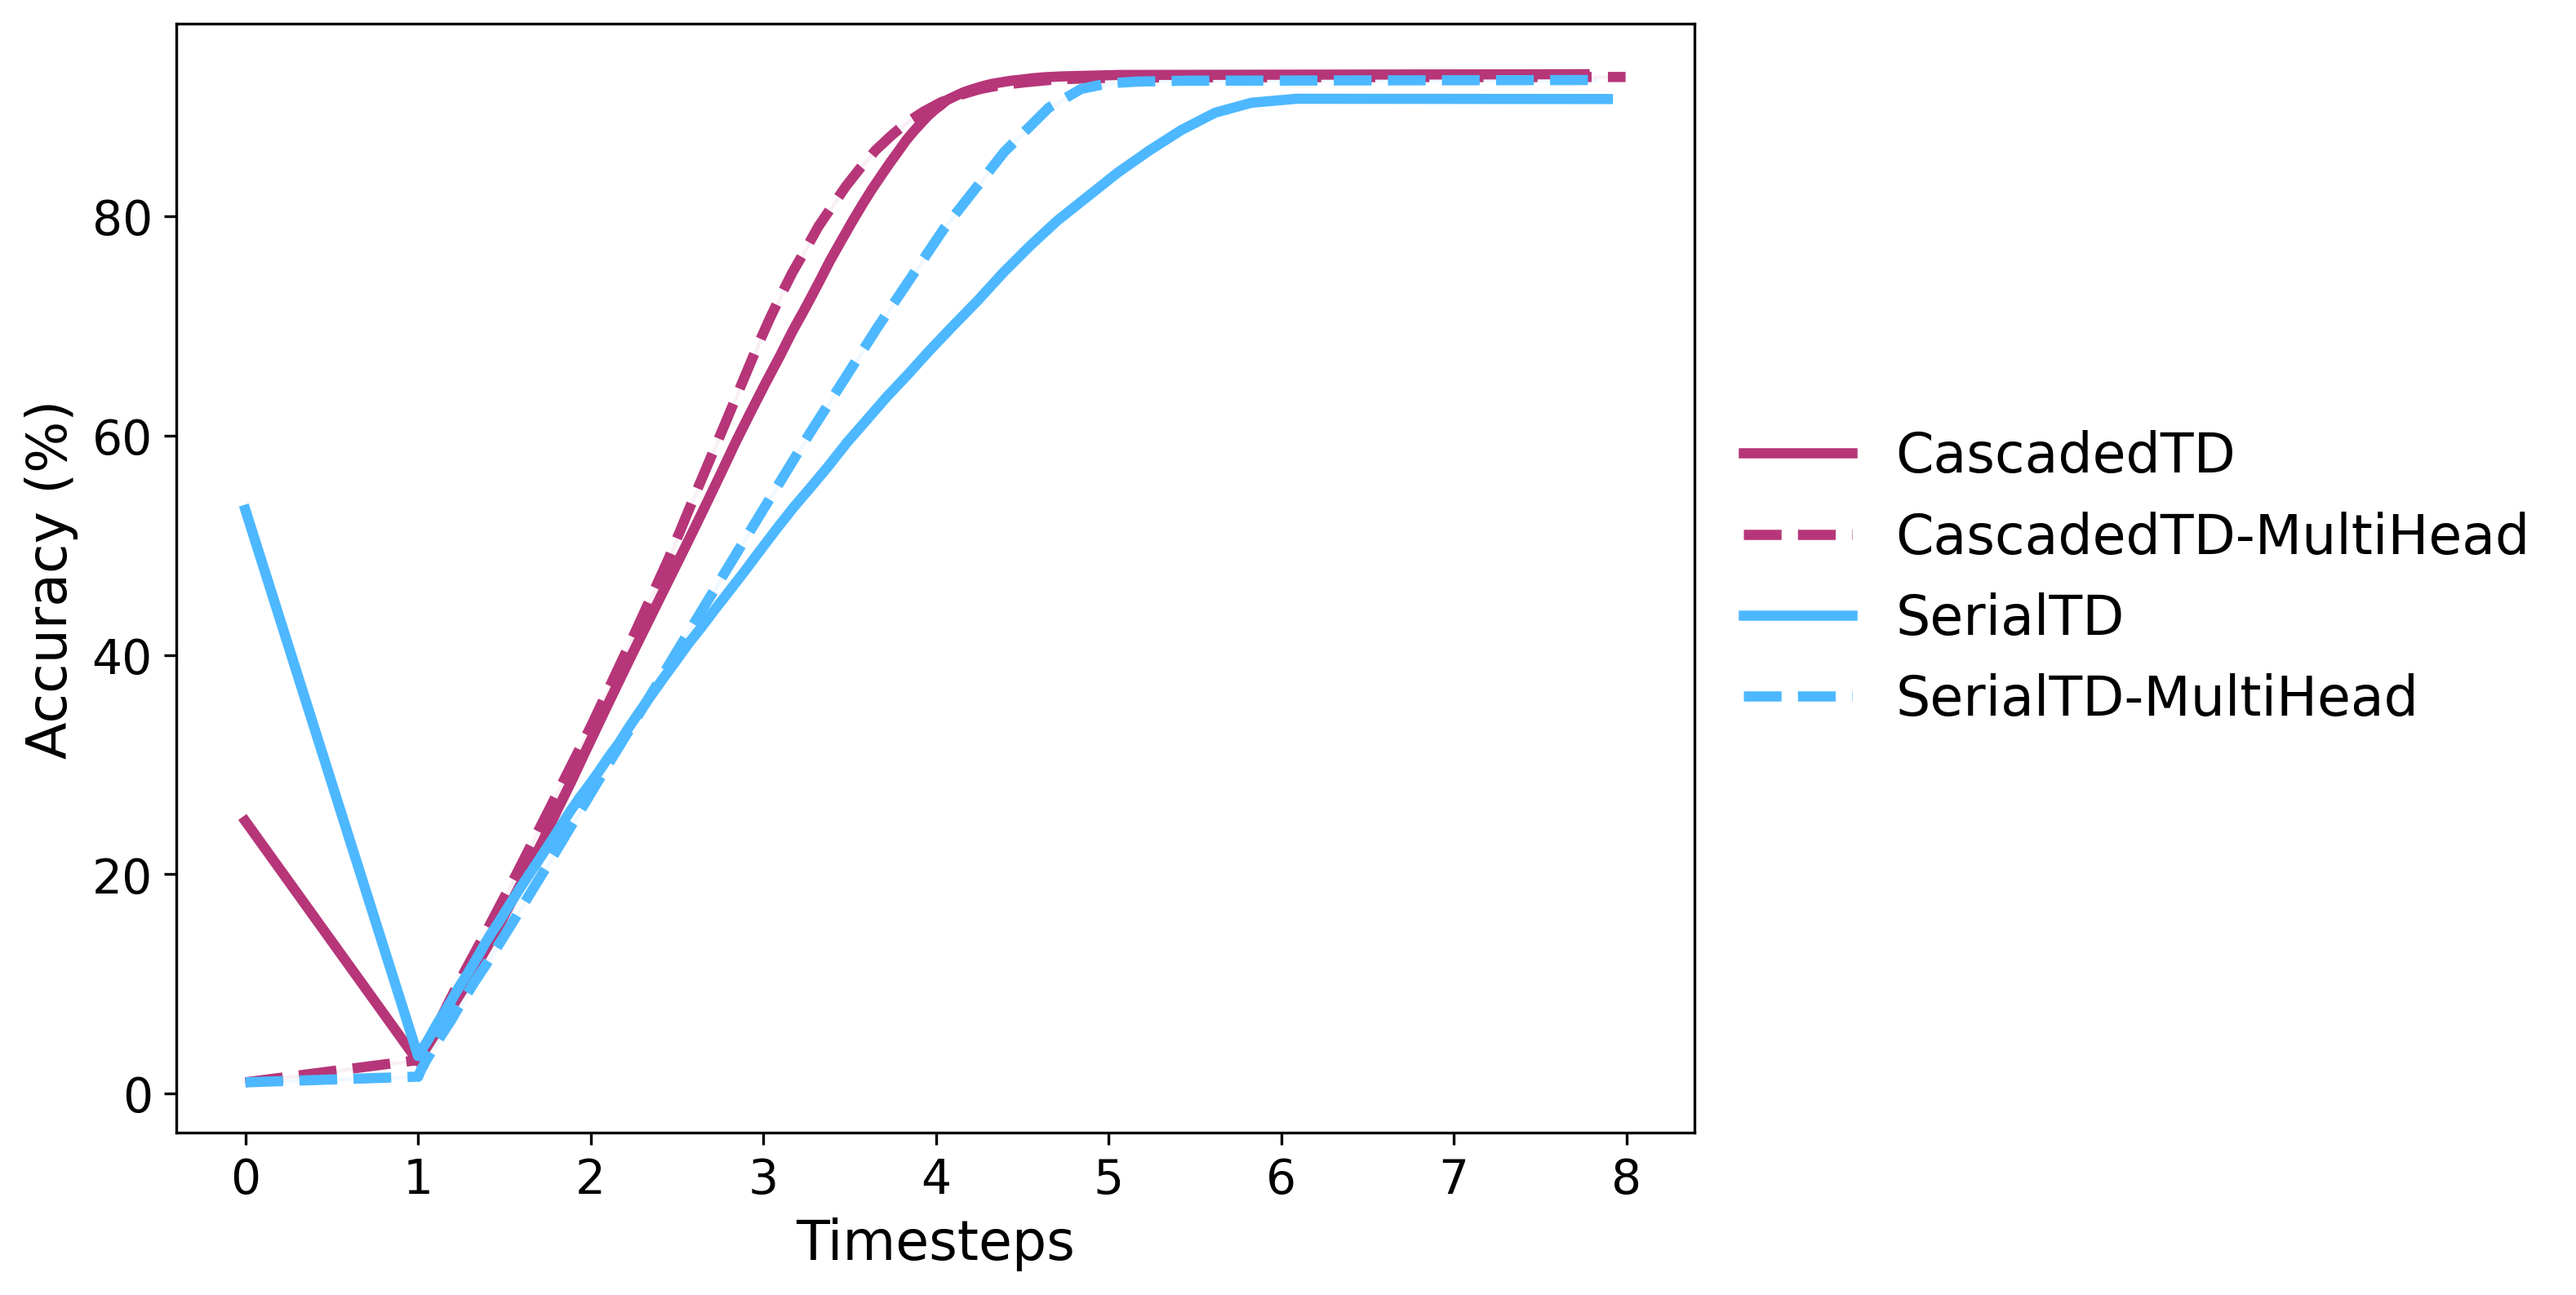 Accuracy (%)
80
60
40
20
0
0 1 2 3 4 5 6 7 8
Timesteps
CascadedTD
CascadedTD-MultiHead
SerialTD
SerialTD-MultiHead